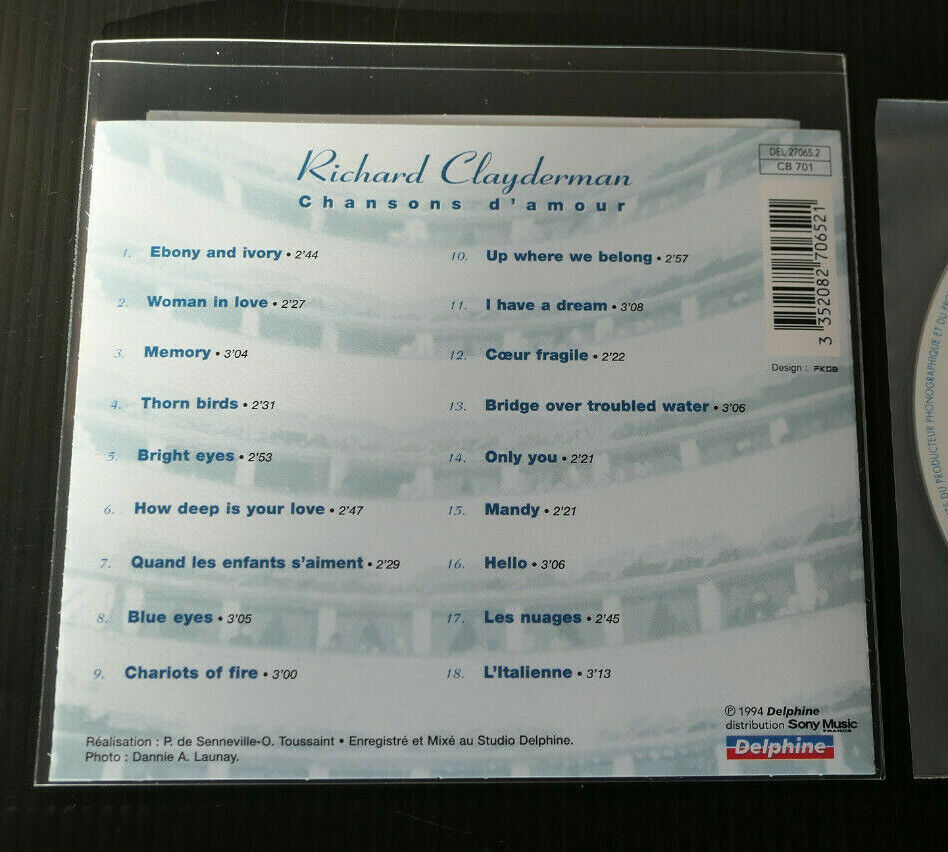 Richard Clayderman
Chansons d'amour
DEL 27065.2
CB 701
3 352082 706521
Design : FKGB
1. Ebony and ivory • 2'44
2. Woman in love • 2'27
3. Memory • 3'04
4. Thorn birds • 2'31
5. Bright eyes • 2'53
6. How deep is your love • 2'47
7. Quand les enfants s'aiment • 2'29
8. Blue eyes • 3'05
9. Chariots of fire • 3'00
10. Up where we belong • 2'57
11. I have a dream • 3'08
12. Cœur fragile • 2'22
13. Bridge over troubled water • 3'06
14. Only you • 2'21
15. Mandy • 2'21
16. Hello • 3'06
17. Les nuages • 2'45
18. L'Italienne • 3'13
Réalisation : P. de Senneville-O. Toussaint • Enregistré et Mixé au Studio Delphine.
Photo : Dannie A. Launay.
℗ 1994 Delphine
distribution Sony Music
FRANCE
Delphine
DU PRODUCTEUR PHONOGRAPHIQUE ET DU